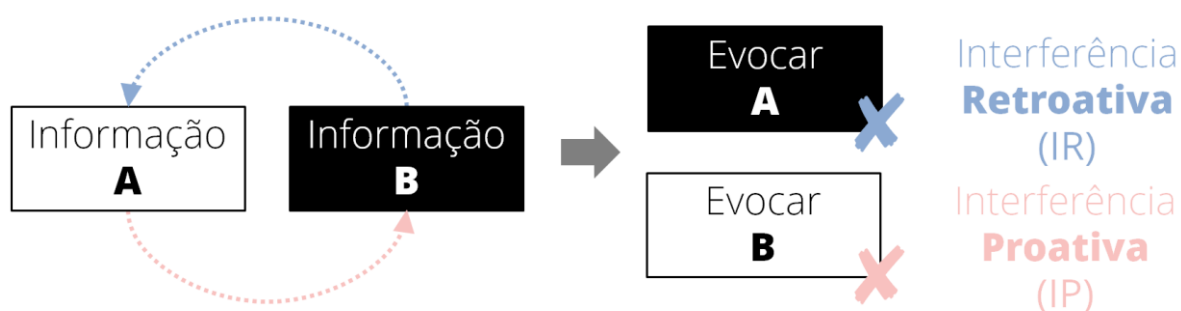 Informação
A
Informação
B
Evocar
A
Interferência
Retroativa
(IR)
Evocar
B
Interferência
Proativa
(IP)